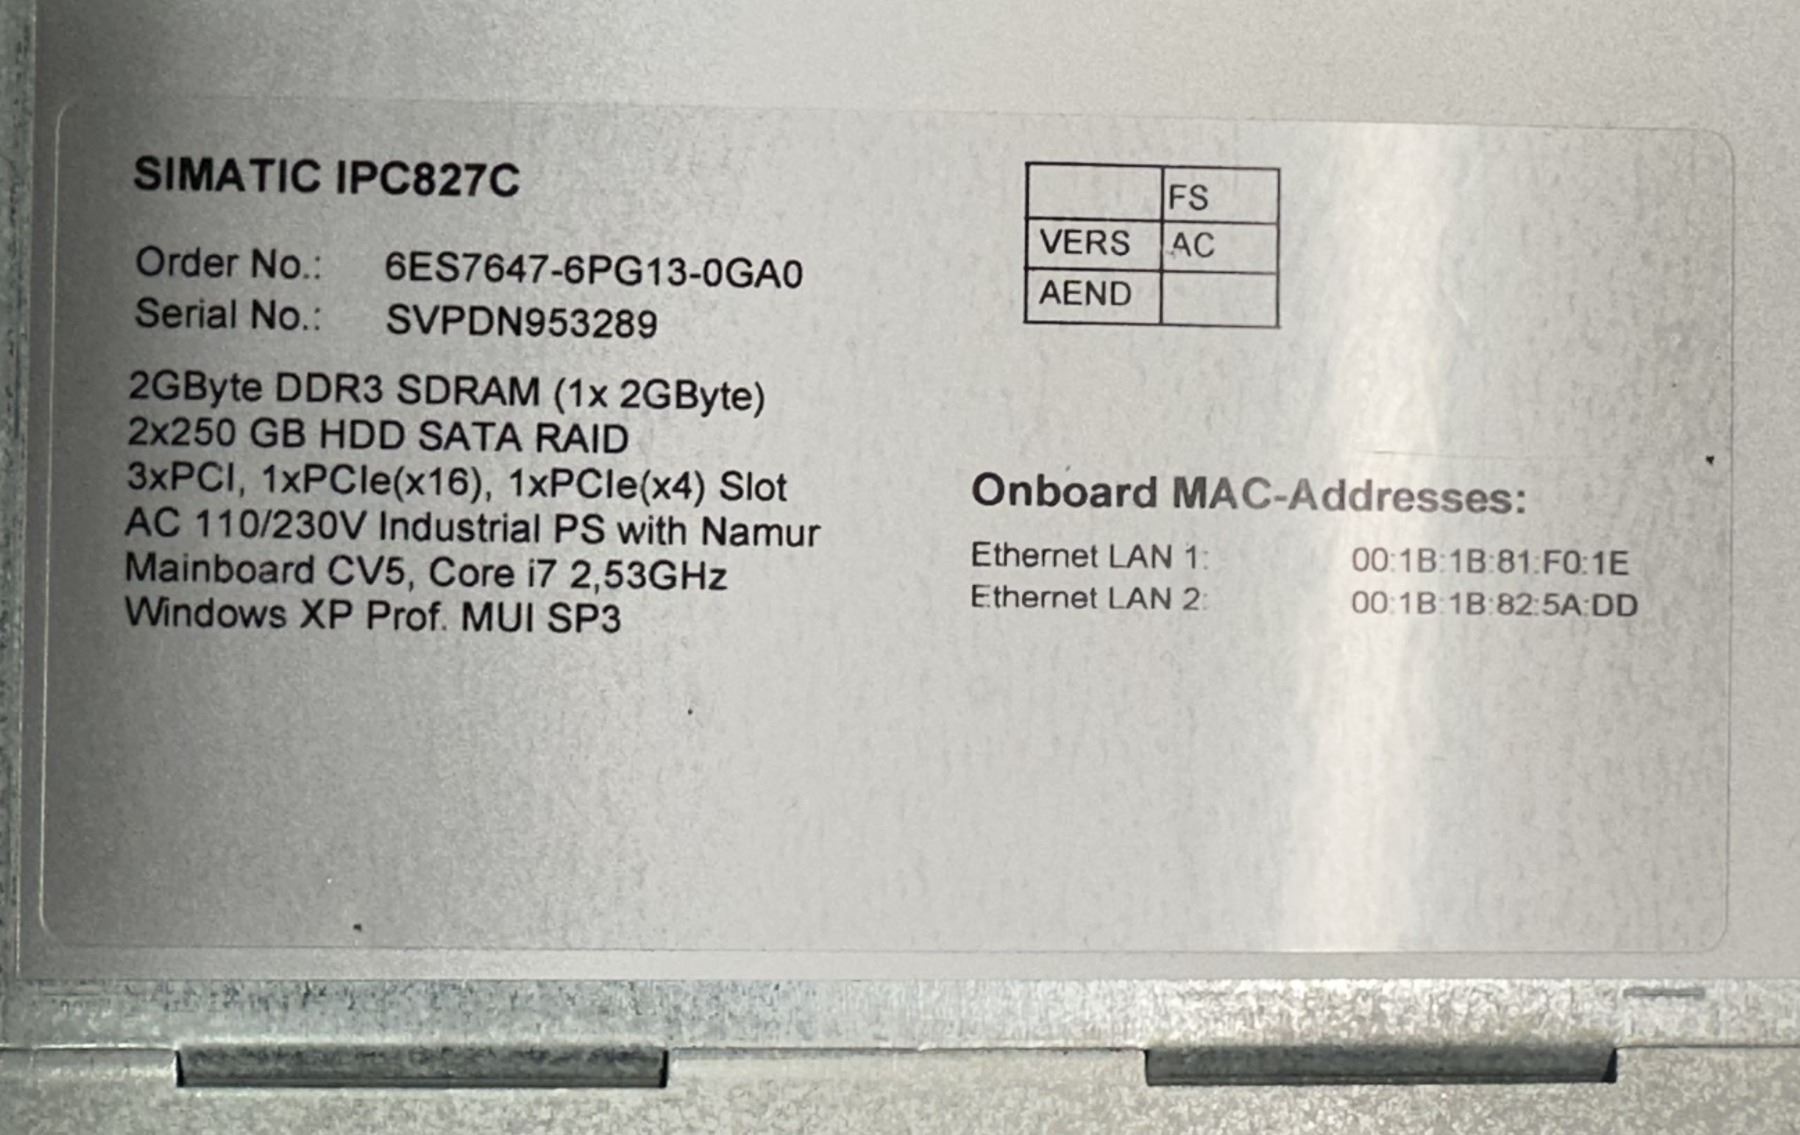 SIMATIC IPC827C
Order No.: 6ES7647-6PG13-0GA0
Serial No.: SVPDN953289
2GByte DDR3 SDRAM (1x 2GByte)
2x250 GB HDD SATA RAID
3xPCI, 1xPCIe(x16), 1xPCIe(x4) Slot
AC 110/230V Industrial PS with Namur
Mainboard CV5, Core i7 2,53GHz
Windows XP Prof. MUI SP3
FS
VERS AC
AEND
Onboard MAC-Addresses:
Ethernet LAN 1: 00:1B:1B:81:F0:1E
Ethernet LAN 2: 00:1B:1B:82:5A:DD